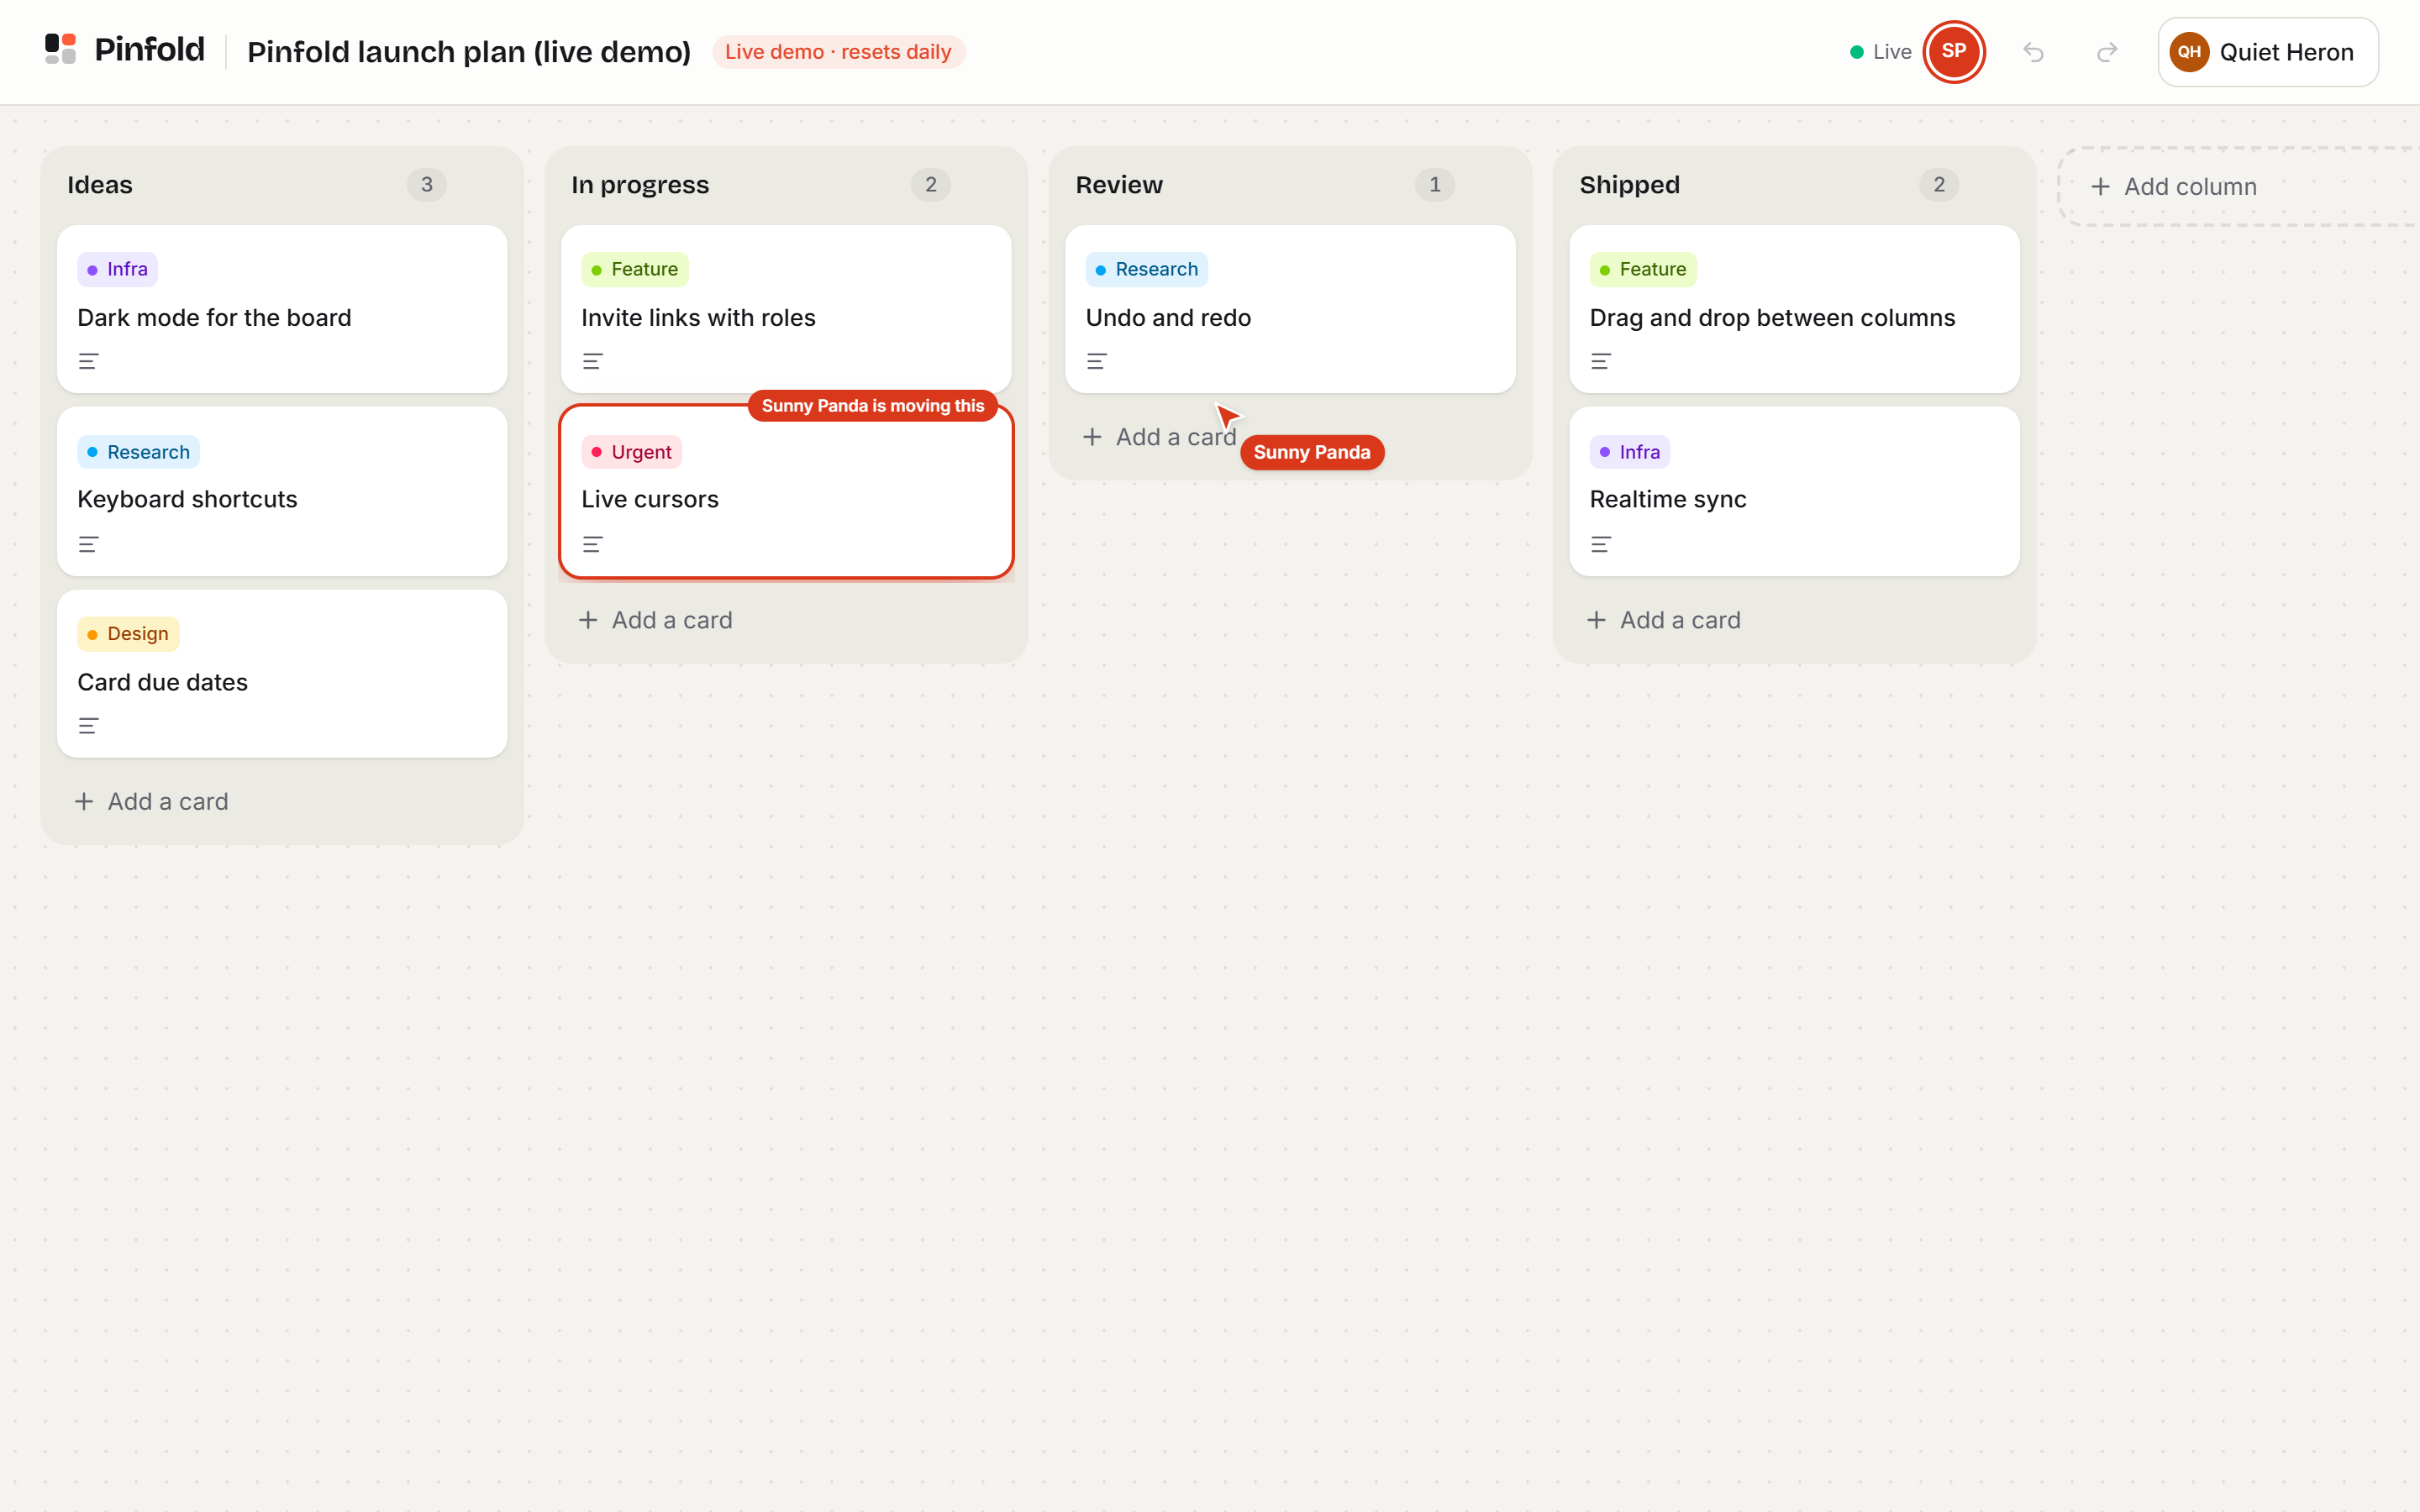 Pinfold
Pinfold launch plan (live demo)
Live demo · resets daily
Live
SP
QH
Quiet Heron
Ideas
3
Infra
Dark mode for the board
Research
Keyboard shortcuts
Design
Card due dates
Add a card
In progress
2
Feature
Invite links with roles
Sunny Panda is moving this
Urgent
Live cursors
Add a card
Review
1
Research
Undo and redo
Add a card
Sunny Panda
Shipped
2
Feature
Drag and drop between columns
Infra
Realtime sync
Add a card
Add column